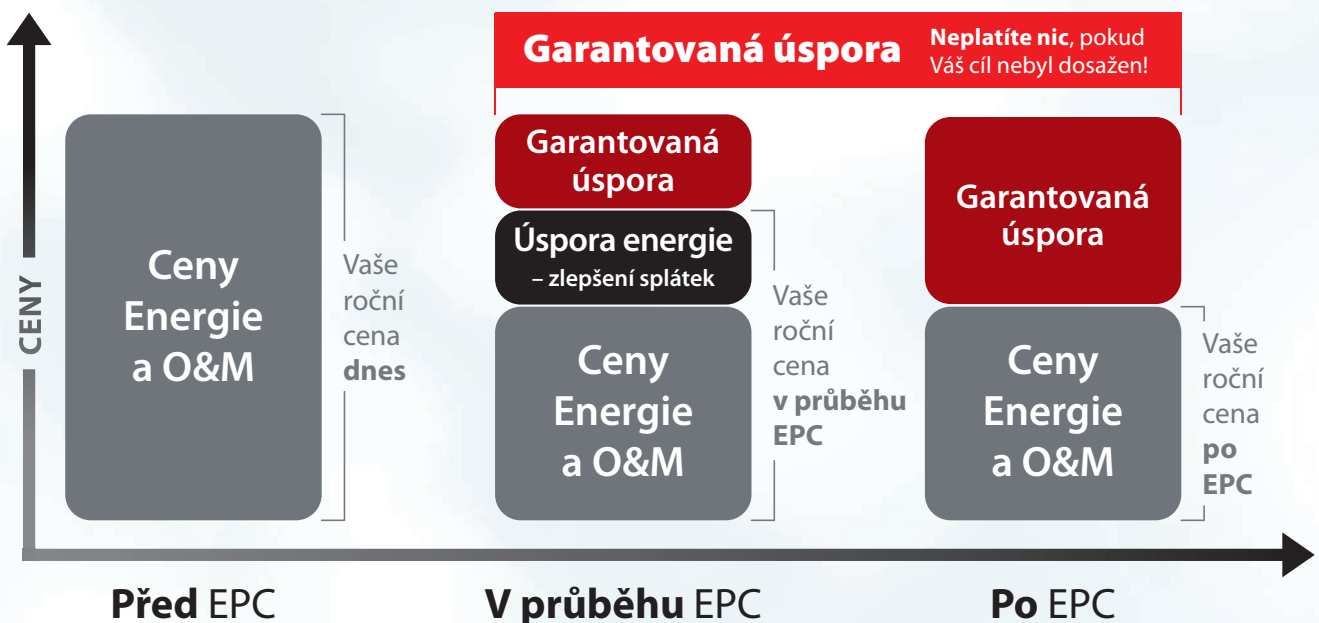 Garantovaná úspora
Neplatíte nic, pokud
Váš cíl nebyl dosažen!
CENY
Ceny
Energie
a O&M
Vaše
roční
cena
dnes
Garantovaná
úspora
Úspora energie
– zlepšení splátek
Ceny
Energie
a O&M
Vaše
roční
cena
v průběhu
EPC
Garantovaná
úspora
Ceny
Energie
a O&M
Vaše
roční
cena
po
EPC
Před EPC
V průběhu EPC
Po EPC